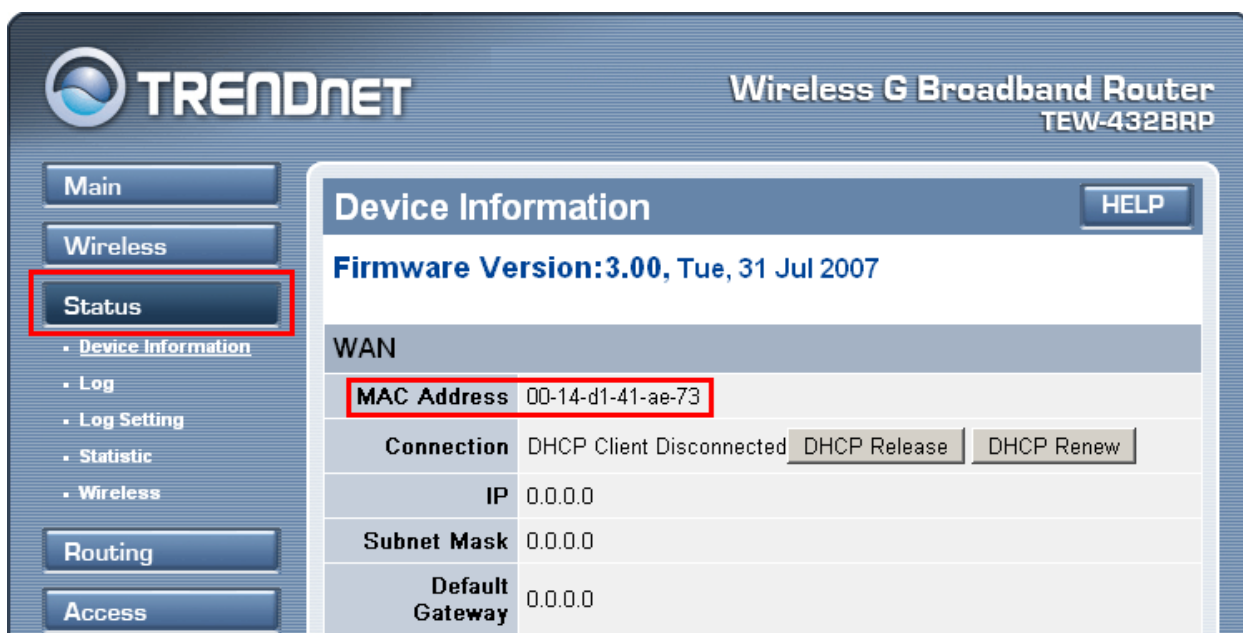 TRENDNET
Wireless G Broadband Router
TEW-432BRP
Main
Wireless
Status
Device Information
Log
Log Setting
Statistic
Wireless
Routing
Access
Device Information
HELP
Firmware Version:3.00, Tue, 31 Jul 2007
WAN
MAC Address 00-14-d1-41-ae-73
Connection DHCP Client Disconnected DHCP Release DHCP Renew
IP 0.0.0.0
Subnet Mask 0.0.0.0
Default
Gateway 0.0.0.0